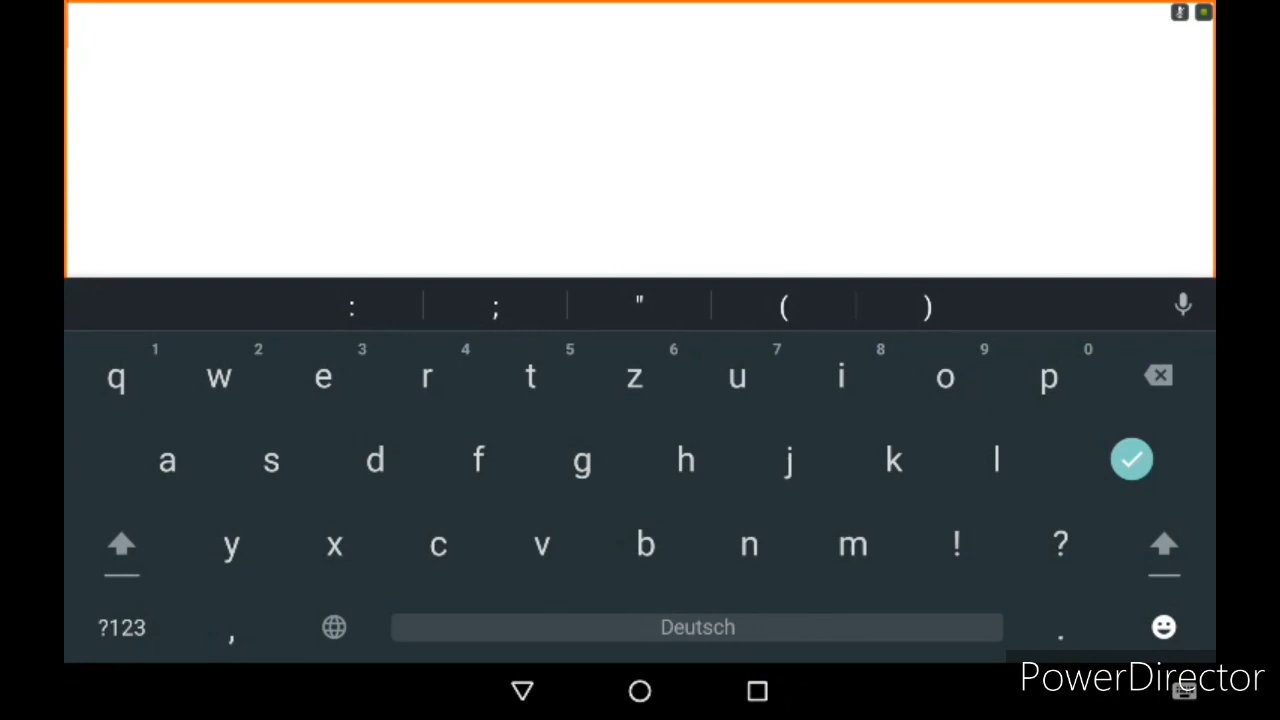 : ; " ( )
1 2 3 4 5 6 7 8 9 0
q w e r t z u i o p
a s d f g h j k l
y x c v b n m ! ?
?123 , Deutsch .
PowerDirector